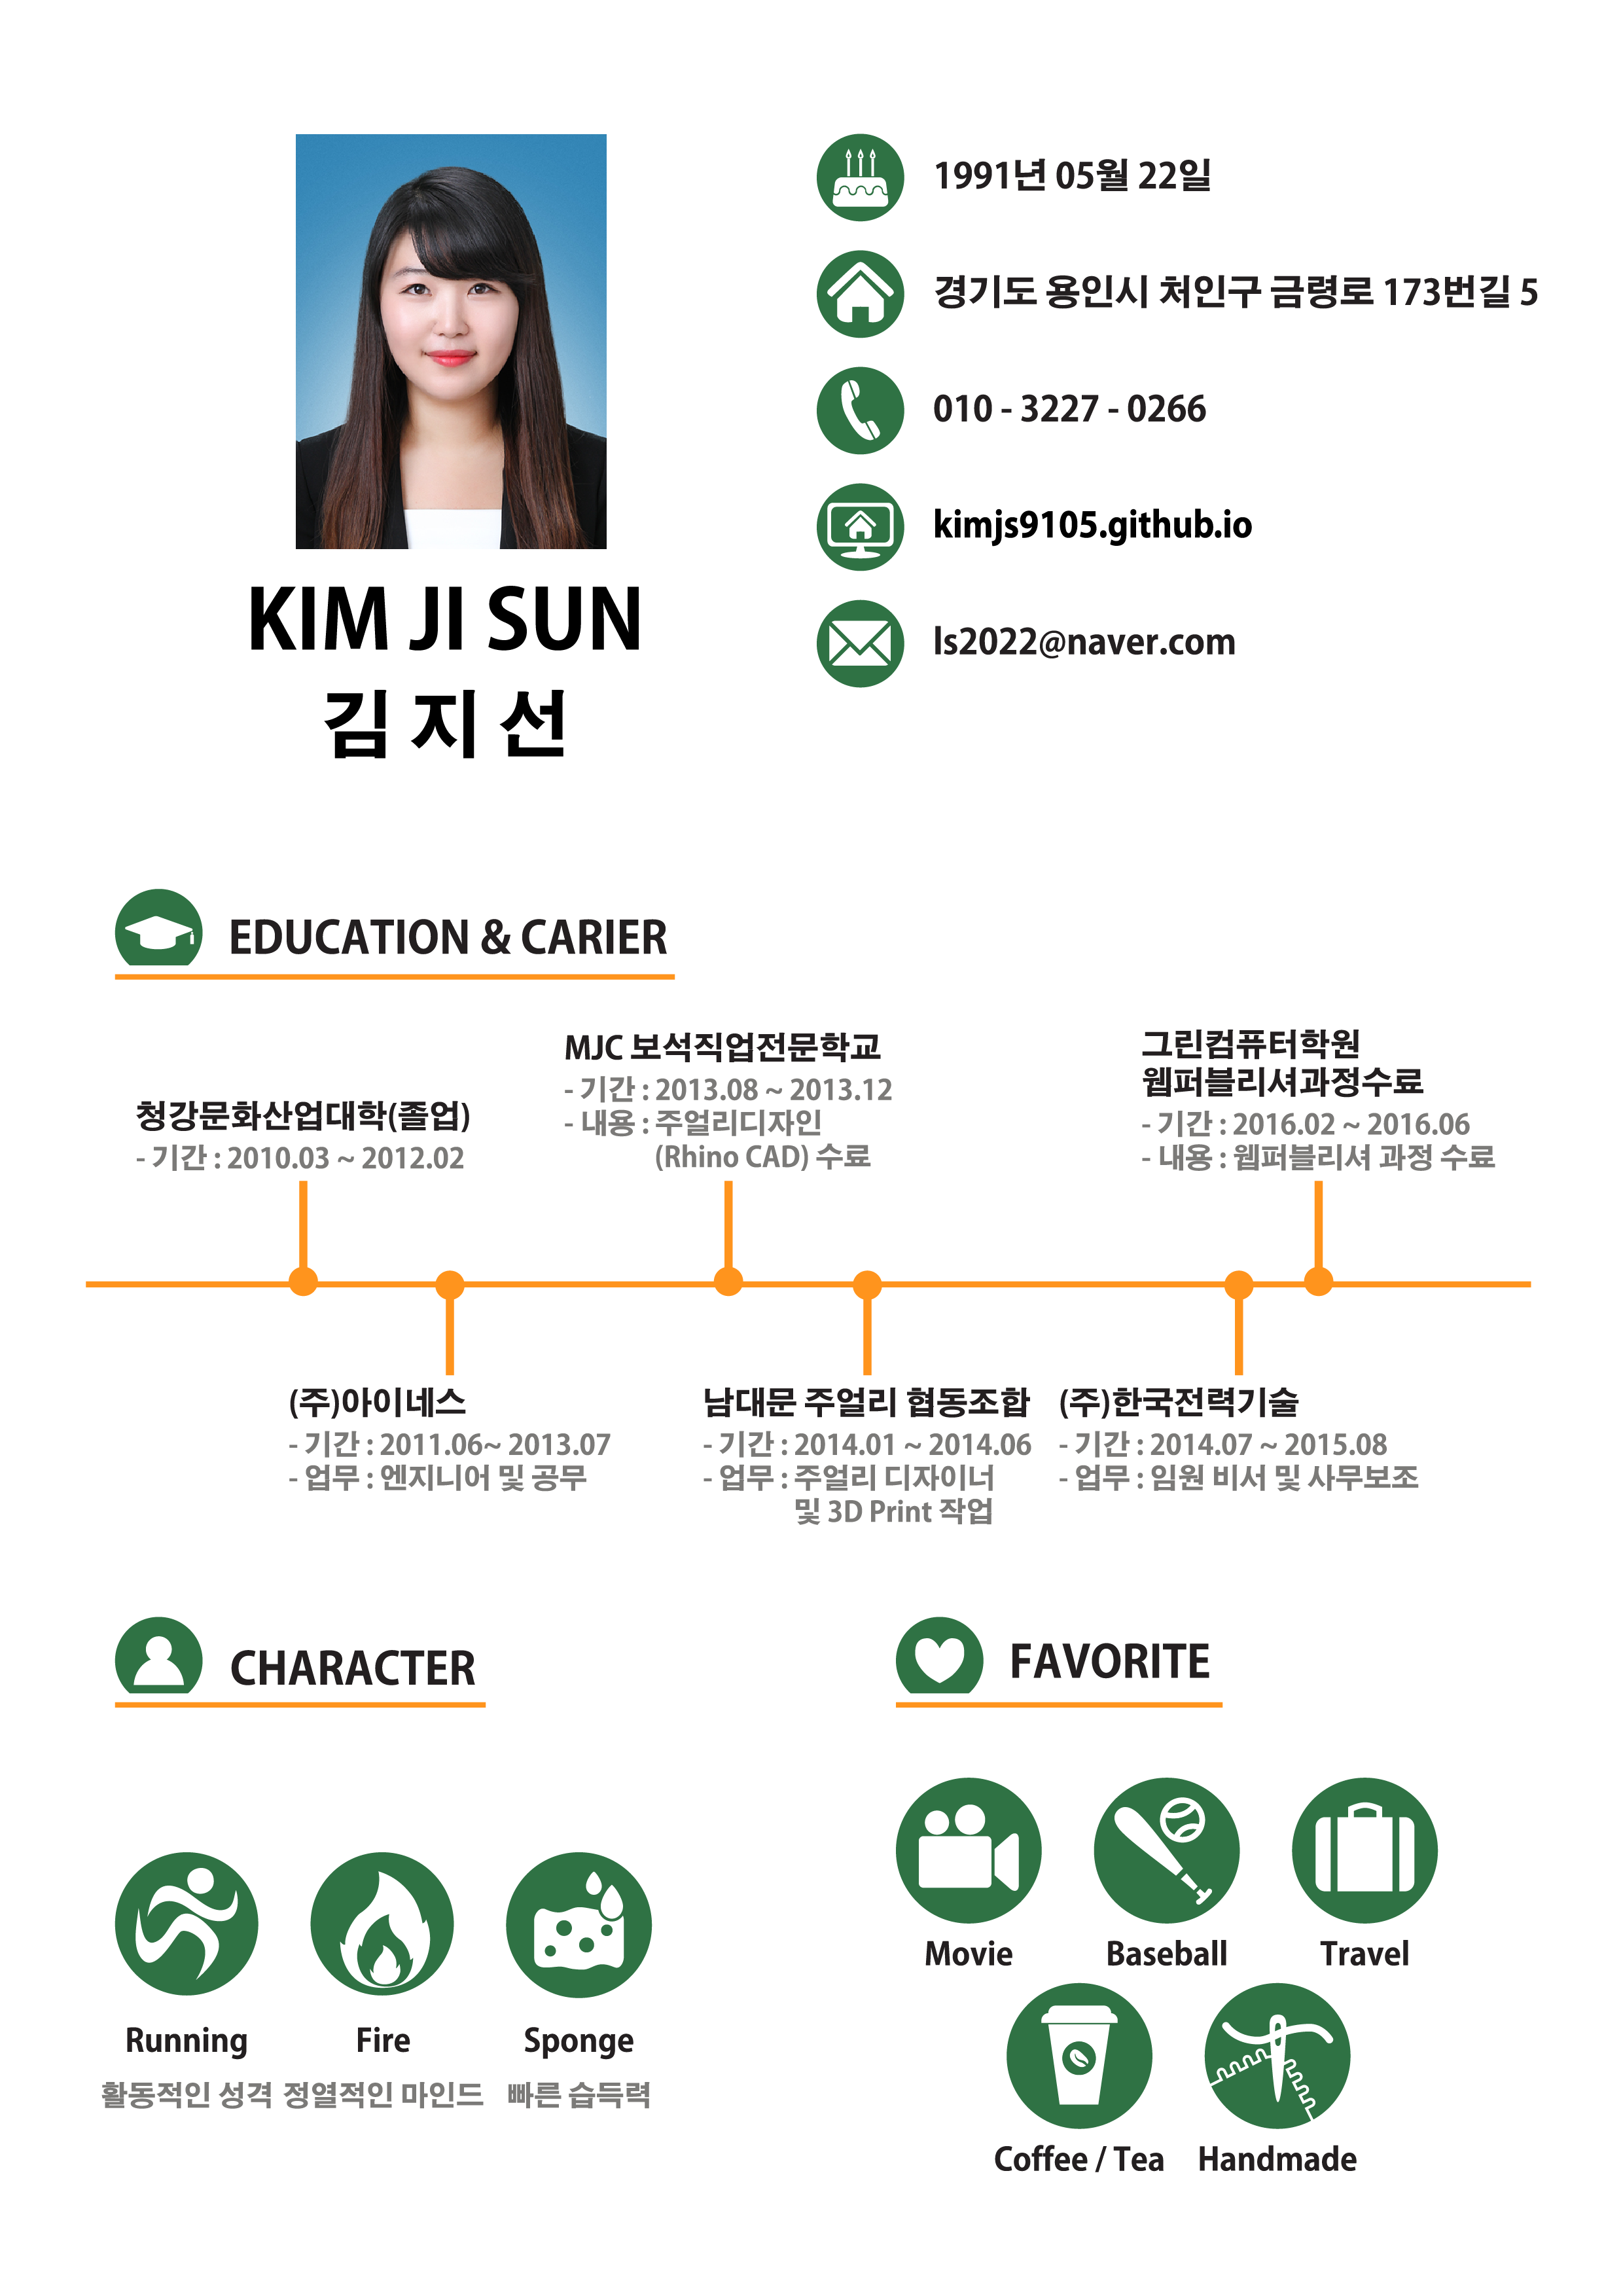 KIM JI SUN
김 지 선
1991년 05월 22일
경기도 용인시 처인구 금령로 173번길 5
010 - 3227 - 0266
kimjs9105.github.io
ls2022@naver.com
EDUCATION & CARIER
청강문화산업대학(졸업)
- 기간 : 2010.03 ~ 2012.02
MJC 보석직업전문학교
- 기간 : 2013.08 ~ 2013.12
- 내용 : 주얼리디자인
(Rhino CAD) 수료
그린컴퓨터학원
웹퍼블리셔과정수료
- 기간 : 2016.02 ~ 2016.06
- 내용 : 웹퍼블리셔 과정 수료
(주)아이네스
- 기간 : 2011.06~ 2013.07
- 업무 : 엔지니어 및 공무
남대문 주얼리 협동조합
- 기간 : 2014.01 ~ 2014.06
- 업무 : 주얼리 디자이너
및 3D Print 작업
(주)한국전력기술
- 기간 : 2014.07 ~ 2015.08
- 업무 : 임원 비서 및 사무보조
CHARACTER
Running
활동적인 성격
Fire
정열적인 마인드
Sponge
빠른 습득력
FAVORITE
Movie
Baseball
Travel
Coffee / Tea
Handmade